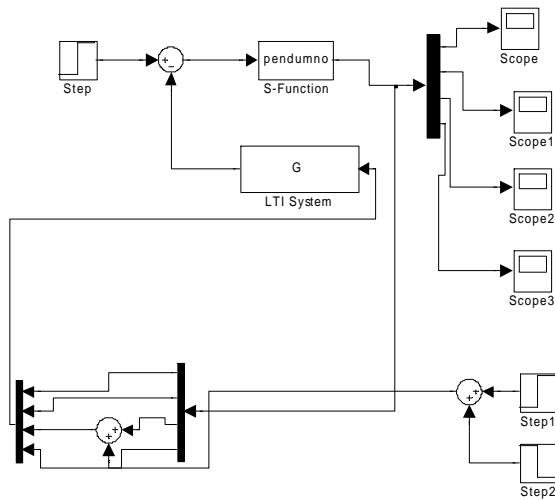 Scope
pendumno
Step
S-Function
Scope1
G
LTI System
Scope2
Scope3
Step1
Step2